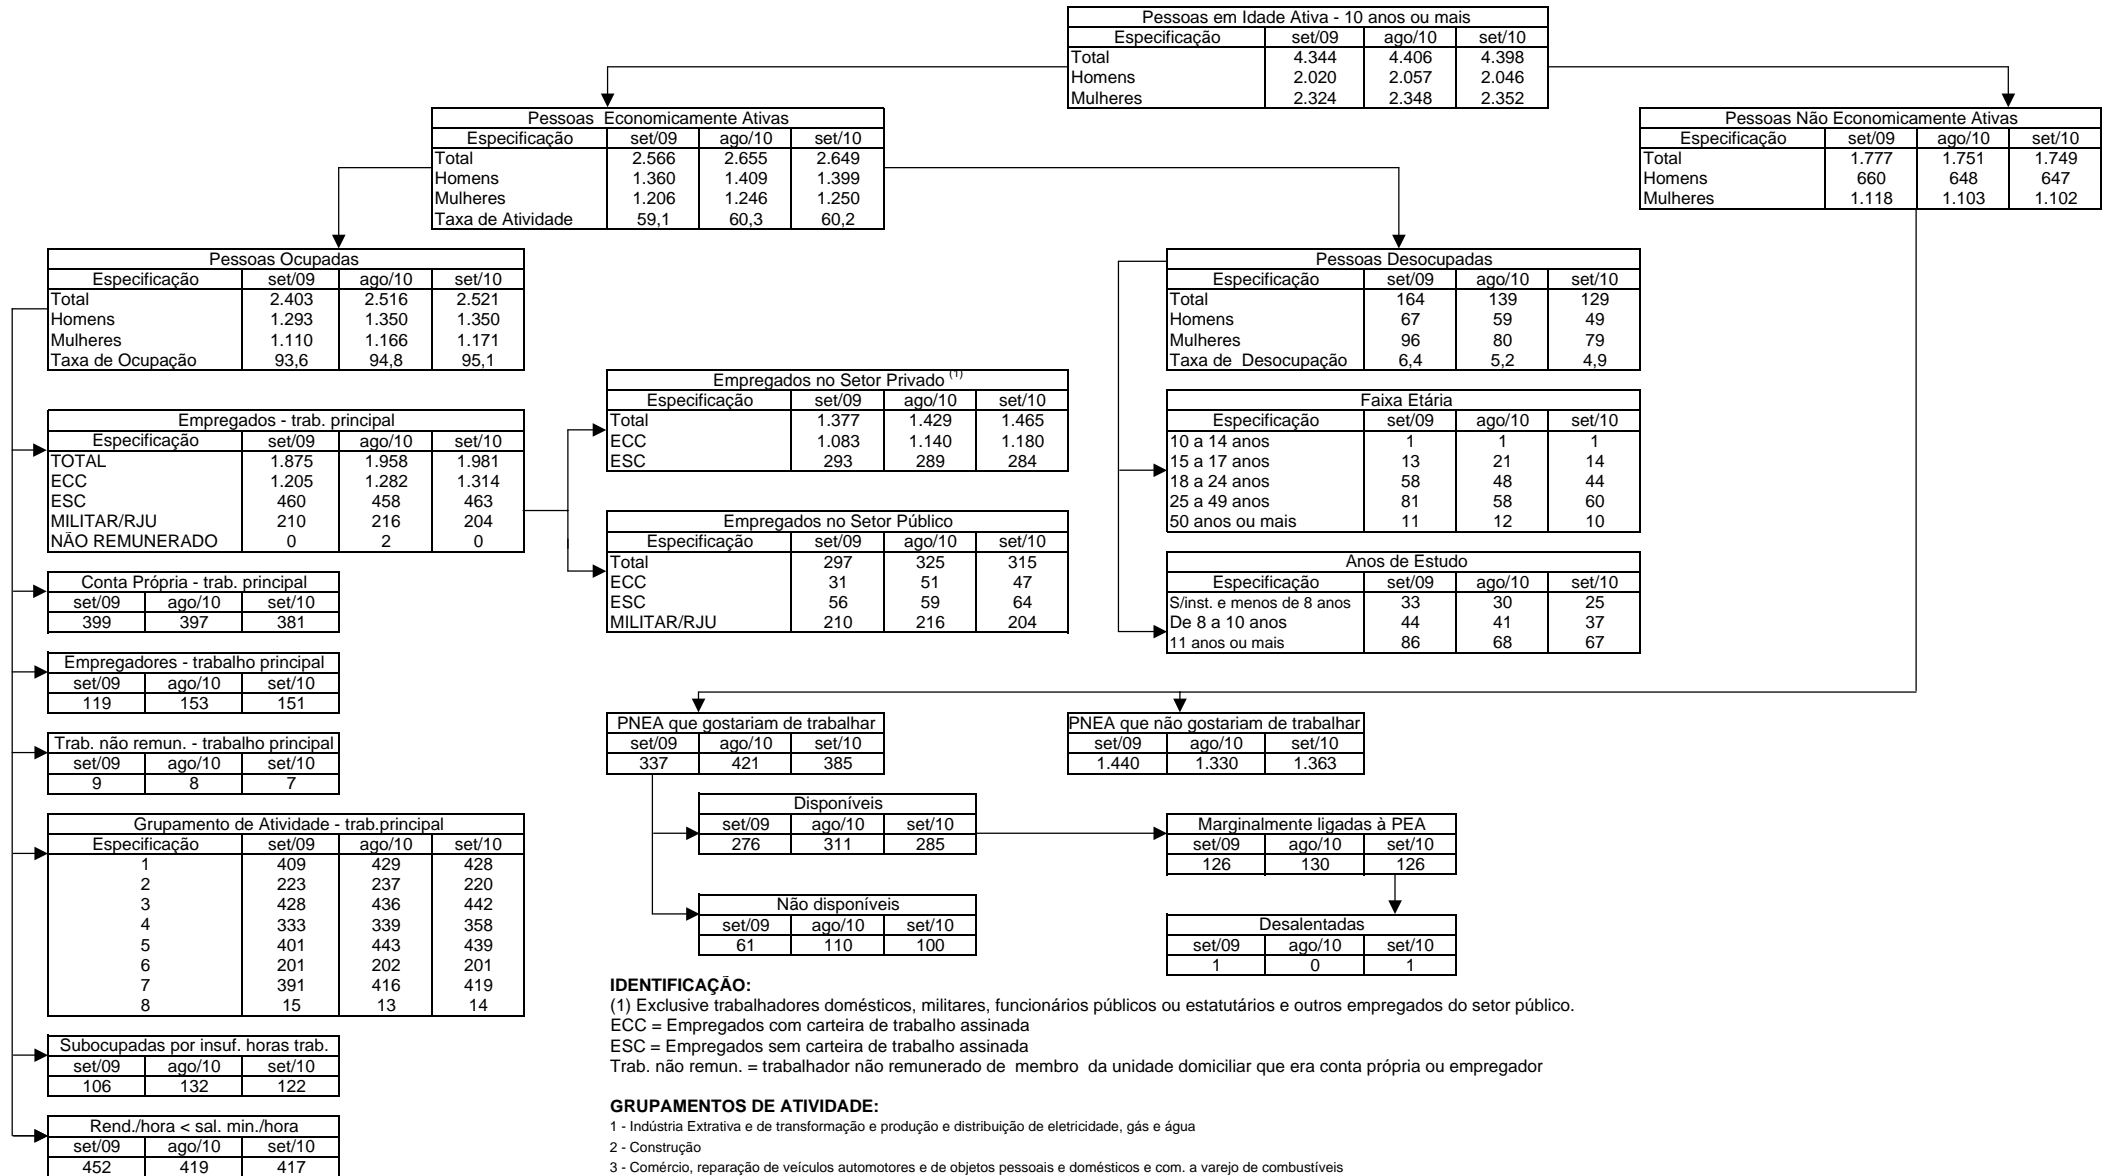 Pessoas em Idade Ativa - 10 anos ou mais
Especificação set/09 ago/10 set/10
Total 4.344 4.406 4.398
Homens 2.020 2.057 2.046
Mulheres 2.324 2.348 2.352
Pessoas Economicamente Ativas
Especificação set/09 ago/10 set/10
Total 2.566 2.655 2.649
Homens 1.360 1.409 1.399
Mulheres 1.206 1.246 1.250
Taxa de Atividade 59,1 60,3 60,2
Pessoas Não Economicamente Ativas
Especificação set/09 ago/10 set/10
Total 1.777 1.751 1.749
Homens 660 648 647
Mulheres 1.118 1.103 1.102
Pessoas Ocupadas
Especificação set/09 ago/10 set/10
Total 2.403 2.516 2.521
Homens 1.293 1.350 1.350
Mulheres 1.110 1.166 1.171
Taxa de Ocupação 93,6 94,8 95,1
Pessoas Desocupadas
Especificação set/09 ago/10 set/10
Total 164 139 129
Homens 67 59 49
Mulheres 96 80 79
Taxa de Desocupação 6,4 5,2 4,9
Empregados - trab. principal
Especificação set/09 ago/10 set/10
TOTAL 1.875 1.958 1.981
ECC 1.205 1.282 1.314
ESC 460 458 463
MILITAR/RJU 210 216 204
NÃO REMUNERADO 0 2 0
Empregados no Setor Privado (1)
Especificação set/09 ago/10 set/10
Total 1.377 1.429 1.465
ECC 1.083 1.140 1.180
ESC 293 289 284
Empregados no Setor Público
Especificação set/09 ago/10 set/10
Total 297 325 315
ECC 31 51 47
ESC 56 59 64
MILITAR/RJU 210 216 204
Faixa Etária
Especificação set/09 ago/10 set/10
10 a 14 anos 1 1 1
15 a 17 anos 13 21 14
18 a 24 anos 58 48 44
25 a 49 anos 81 58 60
50 anos ou mais 11 12 10
Anos de Estudo
Especificação set/09 ago/10 set/10
S/inst. e menos de 8 anos 33 30 25
De 8 a 10 anos 44 41 37
11 anos ou mais 86 68 67
Conta Própria - trab. principal
set/09 ago/10 set/10
399 397 381
Empregadores - trabalho principal
set/09 ago/10 set/10
119 153 151
Trab. não remun. - trabalho principal
set/09 ago/10 set/10
9 8 7
PNEA que gostariam de trabalhar
set/09 ago/10 set/10
337 421 385
PNEA que não gostariam de trabalhar
set/09 ago/10 set/10
1.440 1.330 1.363
Disponíveis
set/09 ago/10 set/10
276 311 285
Marginalmente ligadas à PEA
set/09 ago/10 set/10
126 130 126
Não disponíveis
set/09 ago/10 set/10
61 110 100
Desalentadas
set/09 ago/10 set/10
1 0 1
Grupamento de Atividade - trab.principal
Especificação set/09 ago/10 set/10
1 409 429 428
2 223 237 220
3 428 436 442
4 333 339 358
5 401 443 439
6 201 202 201
7 391 416 419
8 15 13 14
Subocupadas por insuf. horas trab.
set/09 ago/10 set/10
106 132 122
Rend./hora < sal. min./hora
set/09 ago/10 set/10
452 419 417
IDENTIFICAÇÃO:
(1) Exclusive trabalhadores domésticos, militares, funcionários públicos ou estatutários e outros empregados do setor público.
ECC = Empregados com carteira de trabalho assinada
ESC = Empregados sem carteira de trabalho assinada
Trab. não remun. = trabalhador não remunerado de membro da unidade domiciliar que era conta própria ou empregador
GRUPAMENTOS DE ATIVIDADE:
1 - Indústria Extrativa e de transformação e produção e distribuição de eletricidade, gás e água
2 - Construção
3 - Comércio, reparação de veículos automotores e de objetos pessoais e domésticos e com. a varejo de combustíveis